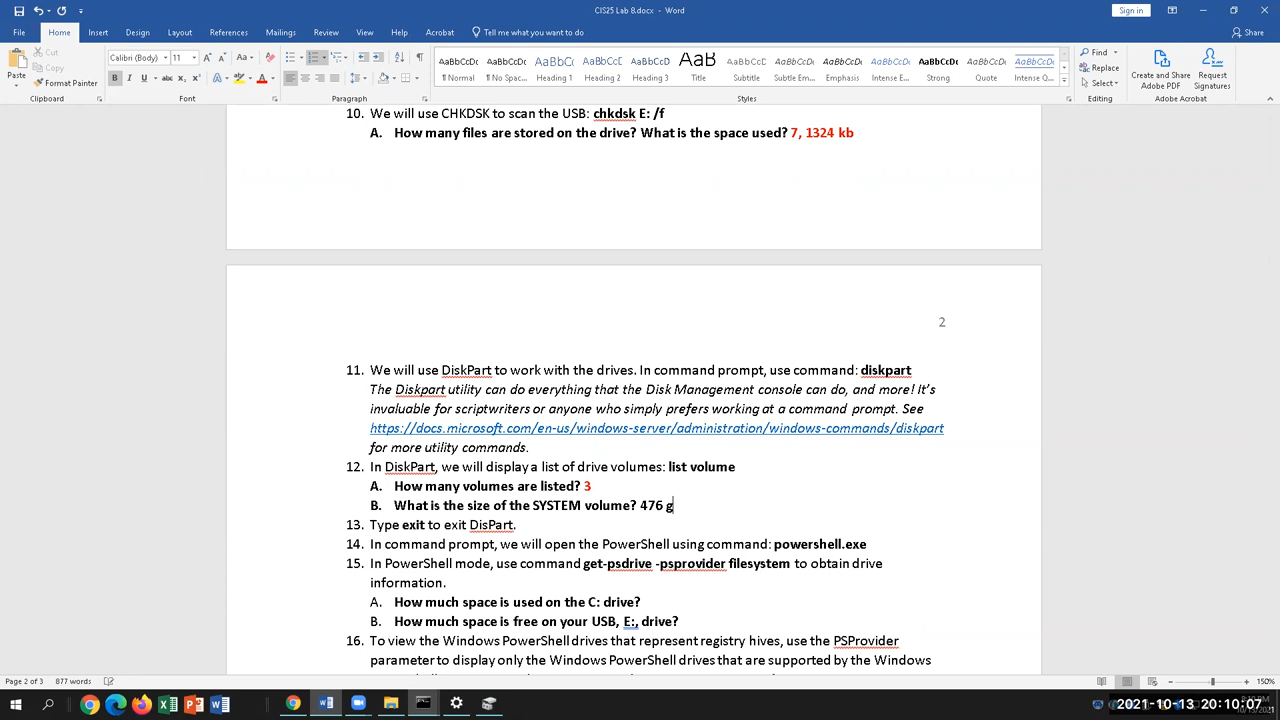 CIS25 Lab 8.docx - Word
Sign in
File Home Insert Design Layout References Mailings Review View Help Acrobat Tell me what you want to do Share
Paste Cut Copy Format Painter
Calibri (Body) 11
AaBbCcDc AaBbCcDc AaBbC( AaBbCcC AaBbCcD AaB AaBbCcD AaBbCcDi AaBbCcDi AaBbCcDi AaBbCcDc AaBbCcDi AaBbCcDi
¶ Normal ¶ No Spac... Heading 1 Heading 2 Heading 3 Title Subtitle Subtle Em... Emphasis Intense E... Strong Quote Intense Q...
Find Replace Select
Create and Share Adobe PDF Request Signatures
Clipboard Font Paragraph Styles Editing Adobe Acrobat
10. We will use CHKDSK to scan the USB: chkdsk E: /f
A. How many files are stored on the drive? What is the space used? 7, 1324 kb
2
11. We will use DiskPart to work with the drives. In command prompt, use command: diskpart
The Diskpart utility can do everything that the Disk Management console can do, and more! It's
invaluable for scriptwriters or anyone who simply prefers working at a command prompt. See
https://docs.microsoft.com/en-us/windows-server/administration/windows-commands/diskpart
for more utility commands.
12. In DiskPart, we will display a list of drive volumes: list volume
A. How many volumes are listed? 3
B. What is the size of the SYSTEM volume? 476 g
13. Type exit to exit DisPart.
14. In command prompt, we will open the PowerShell using command: powershell.exe
15. In PowerShell mode, use command get-psdrive -psprovider filesystem to obtain drive
information.
A. How much space is used on the C: drive?
B. How much space is free on your USB, E:, drive?
16. To view the Windows PowerShell drives that represent registry hives, use the PSProvider
parameter to display only the Windows PowerShell drives that are supported by the Windows
Page 2 of 3 877 words
150%
2021-10-13 20:10:07